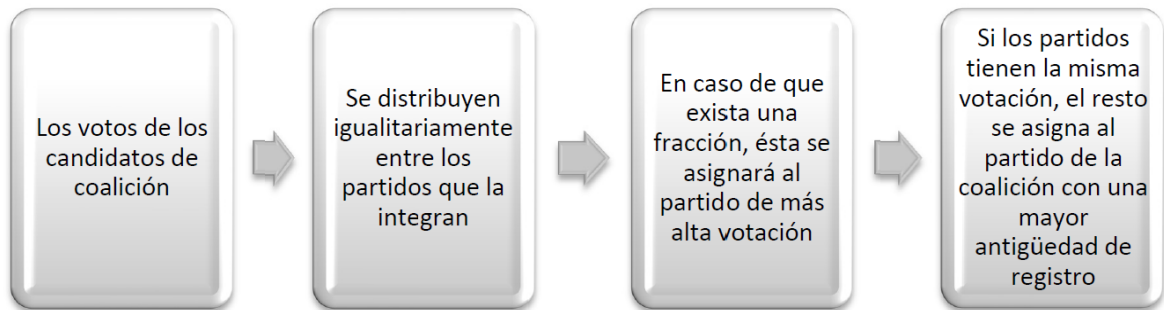 Los votos de los
candidatos de
coalición
Se distribuyen
igualitariamente
entre los
partidos que la
integran
En caso de que
exista una
fracción, ésta se
asignará al
partido de más
alta votación
Si los partidos
tienen la misma
votación, el resto
se asigna al
partido de la
coalición con una
mayor
antigüedad de
registro